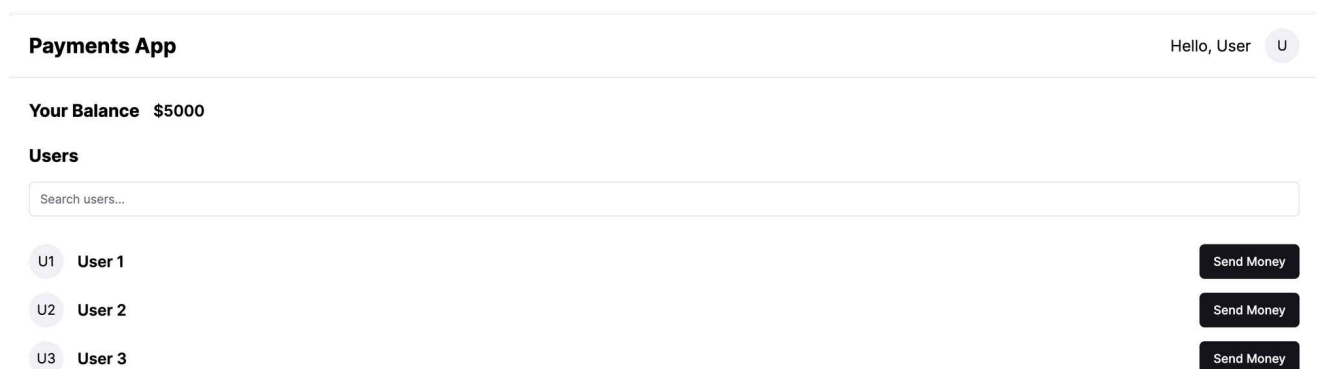 Payments App
Hello, User U
Your Balance $5000
Users
Search users...
U1 User 1 Send Money
U2 User 2 Send Money
U3 User 3 Send Money